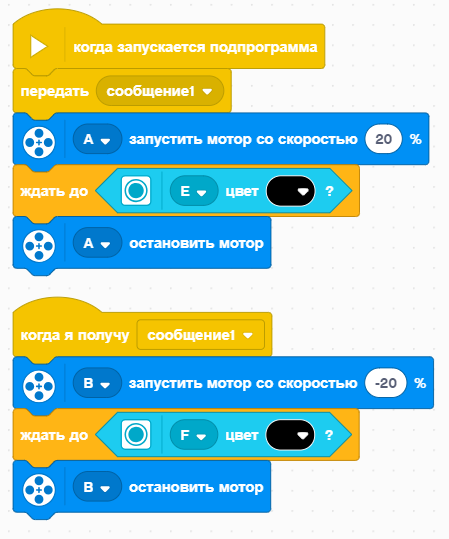 когда запускается подпрограмма
передать сообщение1
A запустить мотор со скоростью 20 %
ждать до E цвет ?
A остановить мотор
когда я получу сообщение1
B запустить мотор со скоростью -20 %
ждать до F цвет ?
B остановить мотор